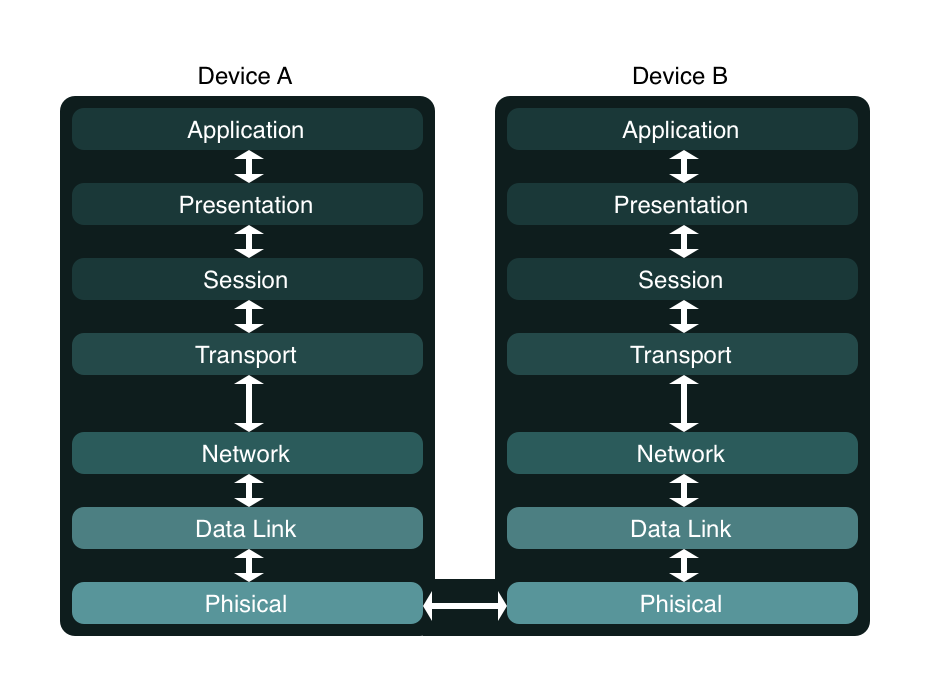 Device A
Application
Presentation
Session
Transport
Network
Data Link
Phisical
Device B
Application
Presentation
Session
Transport
Network
Data Link
Phisical